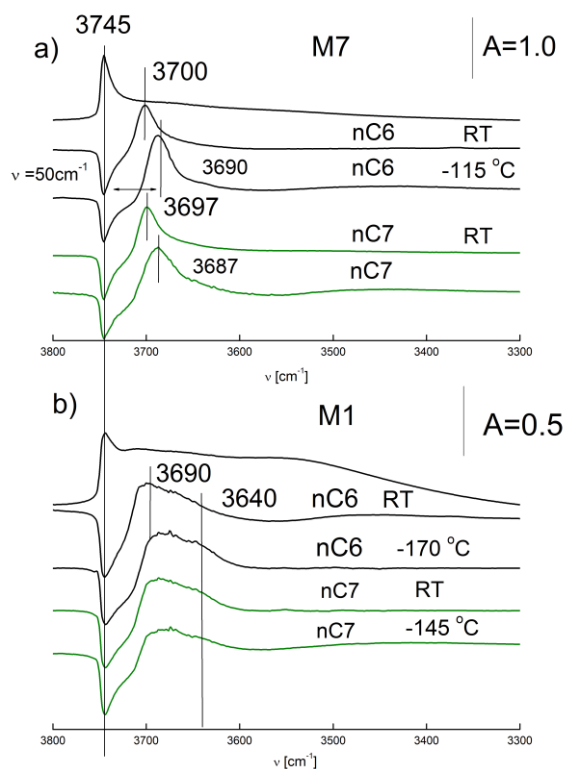 3745
a)
M7
A=1.0
3700
nC6 RT
ν =50cm-1
nC6 -115 °C
3690
3697
nC7 RT
nC7
3687
3800 3700 3600 3500 3400 3300
ν [cm-1]
b)
M1
A=0.5
3690
3640
nC6 RT
nC6 -170 °C
nC7 RT
nC7 -145 °C
3800 3700 3600 3500 3400 3300
ν [cm-1]